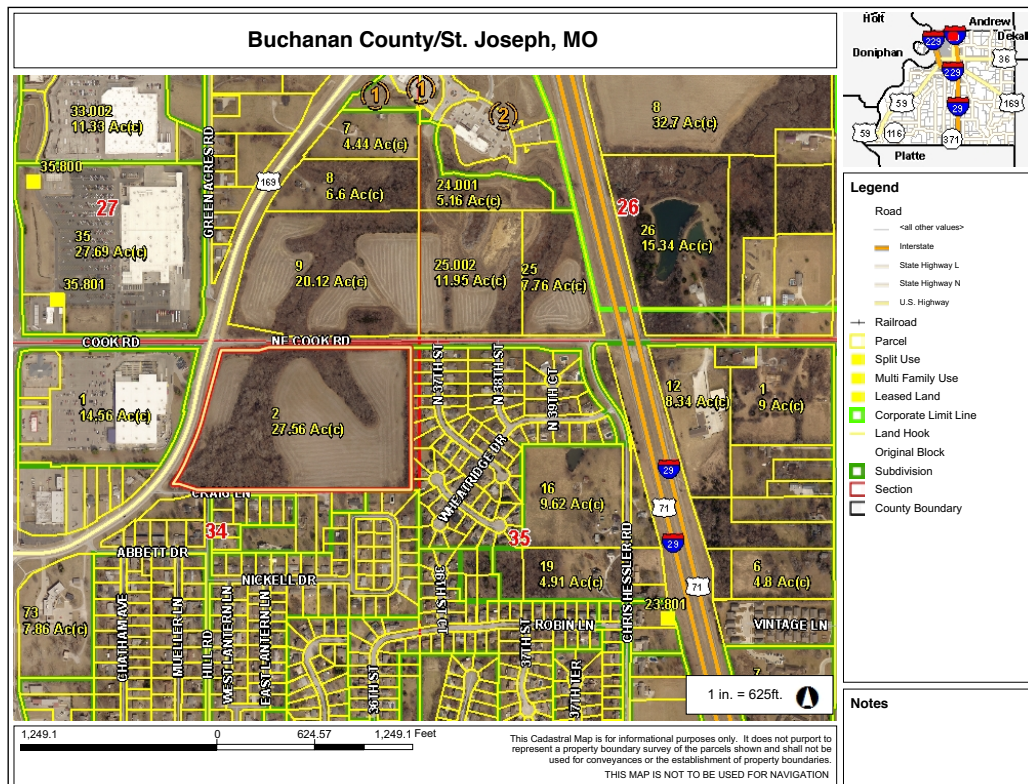 Buchanan County/St. Joseph, MO
Holt
Andrew
Dekal
Doniphan
229
36
229
59
169
29
59
116
371
Platte
33.002
11.33 Ac(c)
35.800
27
35
27.69 Ac(c)
35.801
GREEN ACRES RD
169
1
1
2
7
4.44 Ac(c)
8
6.6 Ac(c)
24.001
5.16 Ac(c)
8
32.7 Ac(c)
26
26
15.34 Ac(c)
9
20.12 Ac(c)
25.002
11.95 Ac(c)
25
7.76 Ac(c)
COOK RD
NE COOK RD
1
14.56 Ac(c)
2
27.56 Ac(c)
N 37TH ST
N 38TH ST
N 39TH CT
WHEATRIDGE DR
12
8.34 Ac(c)
1
9 Ac(c)
29
71
29
71
16
9.62 Ac(c)
CRAIG LN
34
35
ABBETT DR
NICKELL DR
19
4.91 Ac(c)
6
4.8 Ac(c)
73
7.86 Ac(c)
CHATHAM AVE
MUELLER LN
HILL RD
WEST LANTERN LN
EAST LANTERN LN
36TH ST CT
36TH ST
37TH ST
37TH TER
ROBIN LN
CHRIS HESSLER RD
23.801
VINTAGE LN
7
1 in. = 625ft.
Legend
Road
<all other values>
Interstate
State Highway L
State Highway N
U.S. Highway
Railroad
Parcel
Split Use
Multi Family Use
Leased Land
Corporate Limit Line
Land Hook
Original Block
Subdivision
Section
County Boundary
Notes
1,249.1 0 624.57 1,249.1 Feet
This Cadastral Map is for informational purposes only. It does not purport to
represent a property boundary survey of the parcels shown and shall not be
used for conveyances or the establishment of property boundaries.
THIS MAP IS NOT TO BE USED FOR NAVIGATION